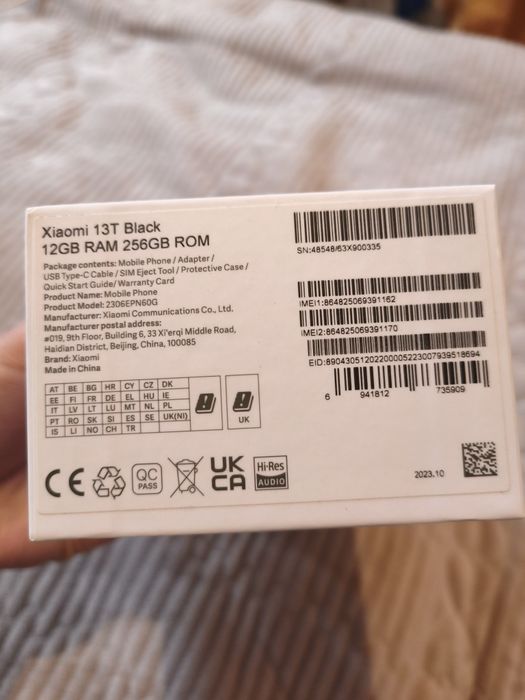 Xiaomi 13T Black
12GB RAM 256GB ROM
Package contents: Mobile Phone / Adapter /
USB Type-C Cable / SIM Eject Tool / Protective Case /
Quick Start Guide/ Warranty Card
Product Name: Mobile Phone
Product Model: 2306EPN60G
Manufacturer: Xiaomi Communications Co., Ltd.
Manufacturer postal address:
#019, 9th Floor, Building 6, 33 Xi'erqi Middle Road,
Haidian District, Beijing, China, 100085
Brand: Xiaomi
Made in China
AT BE BG HR CY CZ DK
EE FI FR DE EL HU IE
IT LV LT LU MT NL PL
PT RO SK SI ES SE UK(NI)
IS LI NO CH TR
UK
CE
QC
PASS
UK
CA
Hi-Res
AUDIO
SN:48548/63X900335
IMEI1:864825069391162
IMEI2:864825069391170
EID:89043051202200005223007939518694
6 941812 735909
2023.10